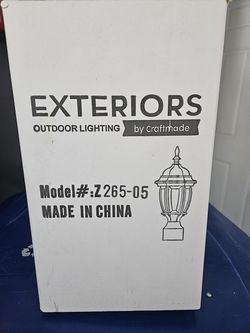 EXTERIORS
OUTDOOR LIGHTING by Craftmade
Model#:Z265-05
MADE IN CHINA